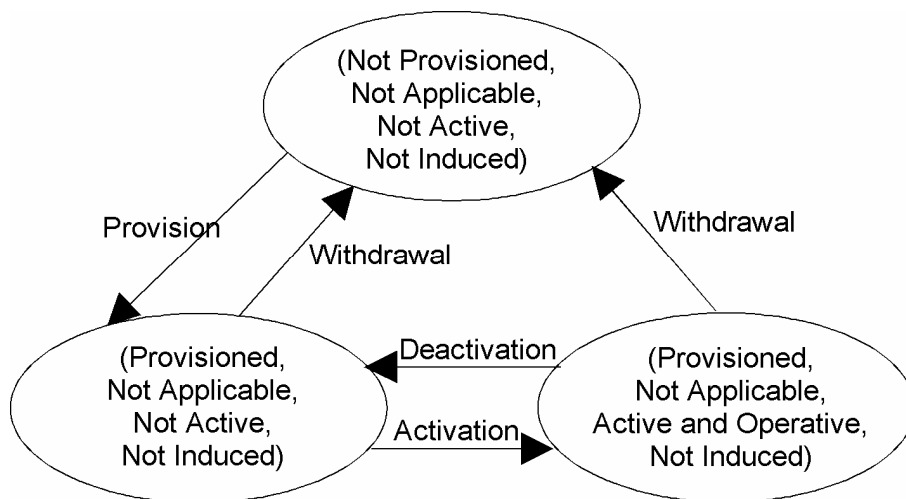 (Not Provisioned,
Not Applicable,
Not Active,
Not Induced)
Provision
Withdrawal
Withdrawal
(Provisioned,
Not Applicable,
Not Active,
Not Induced)
Deactivation
Activation
(Provisioned,
Not Applicable,
Active and Operative,
Not Induced)